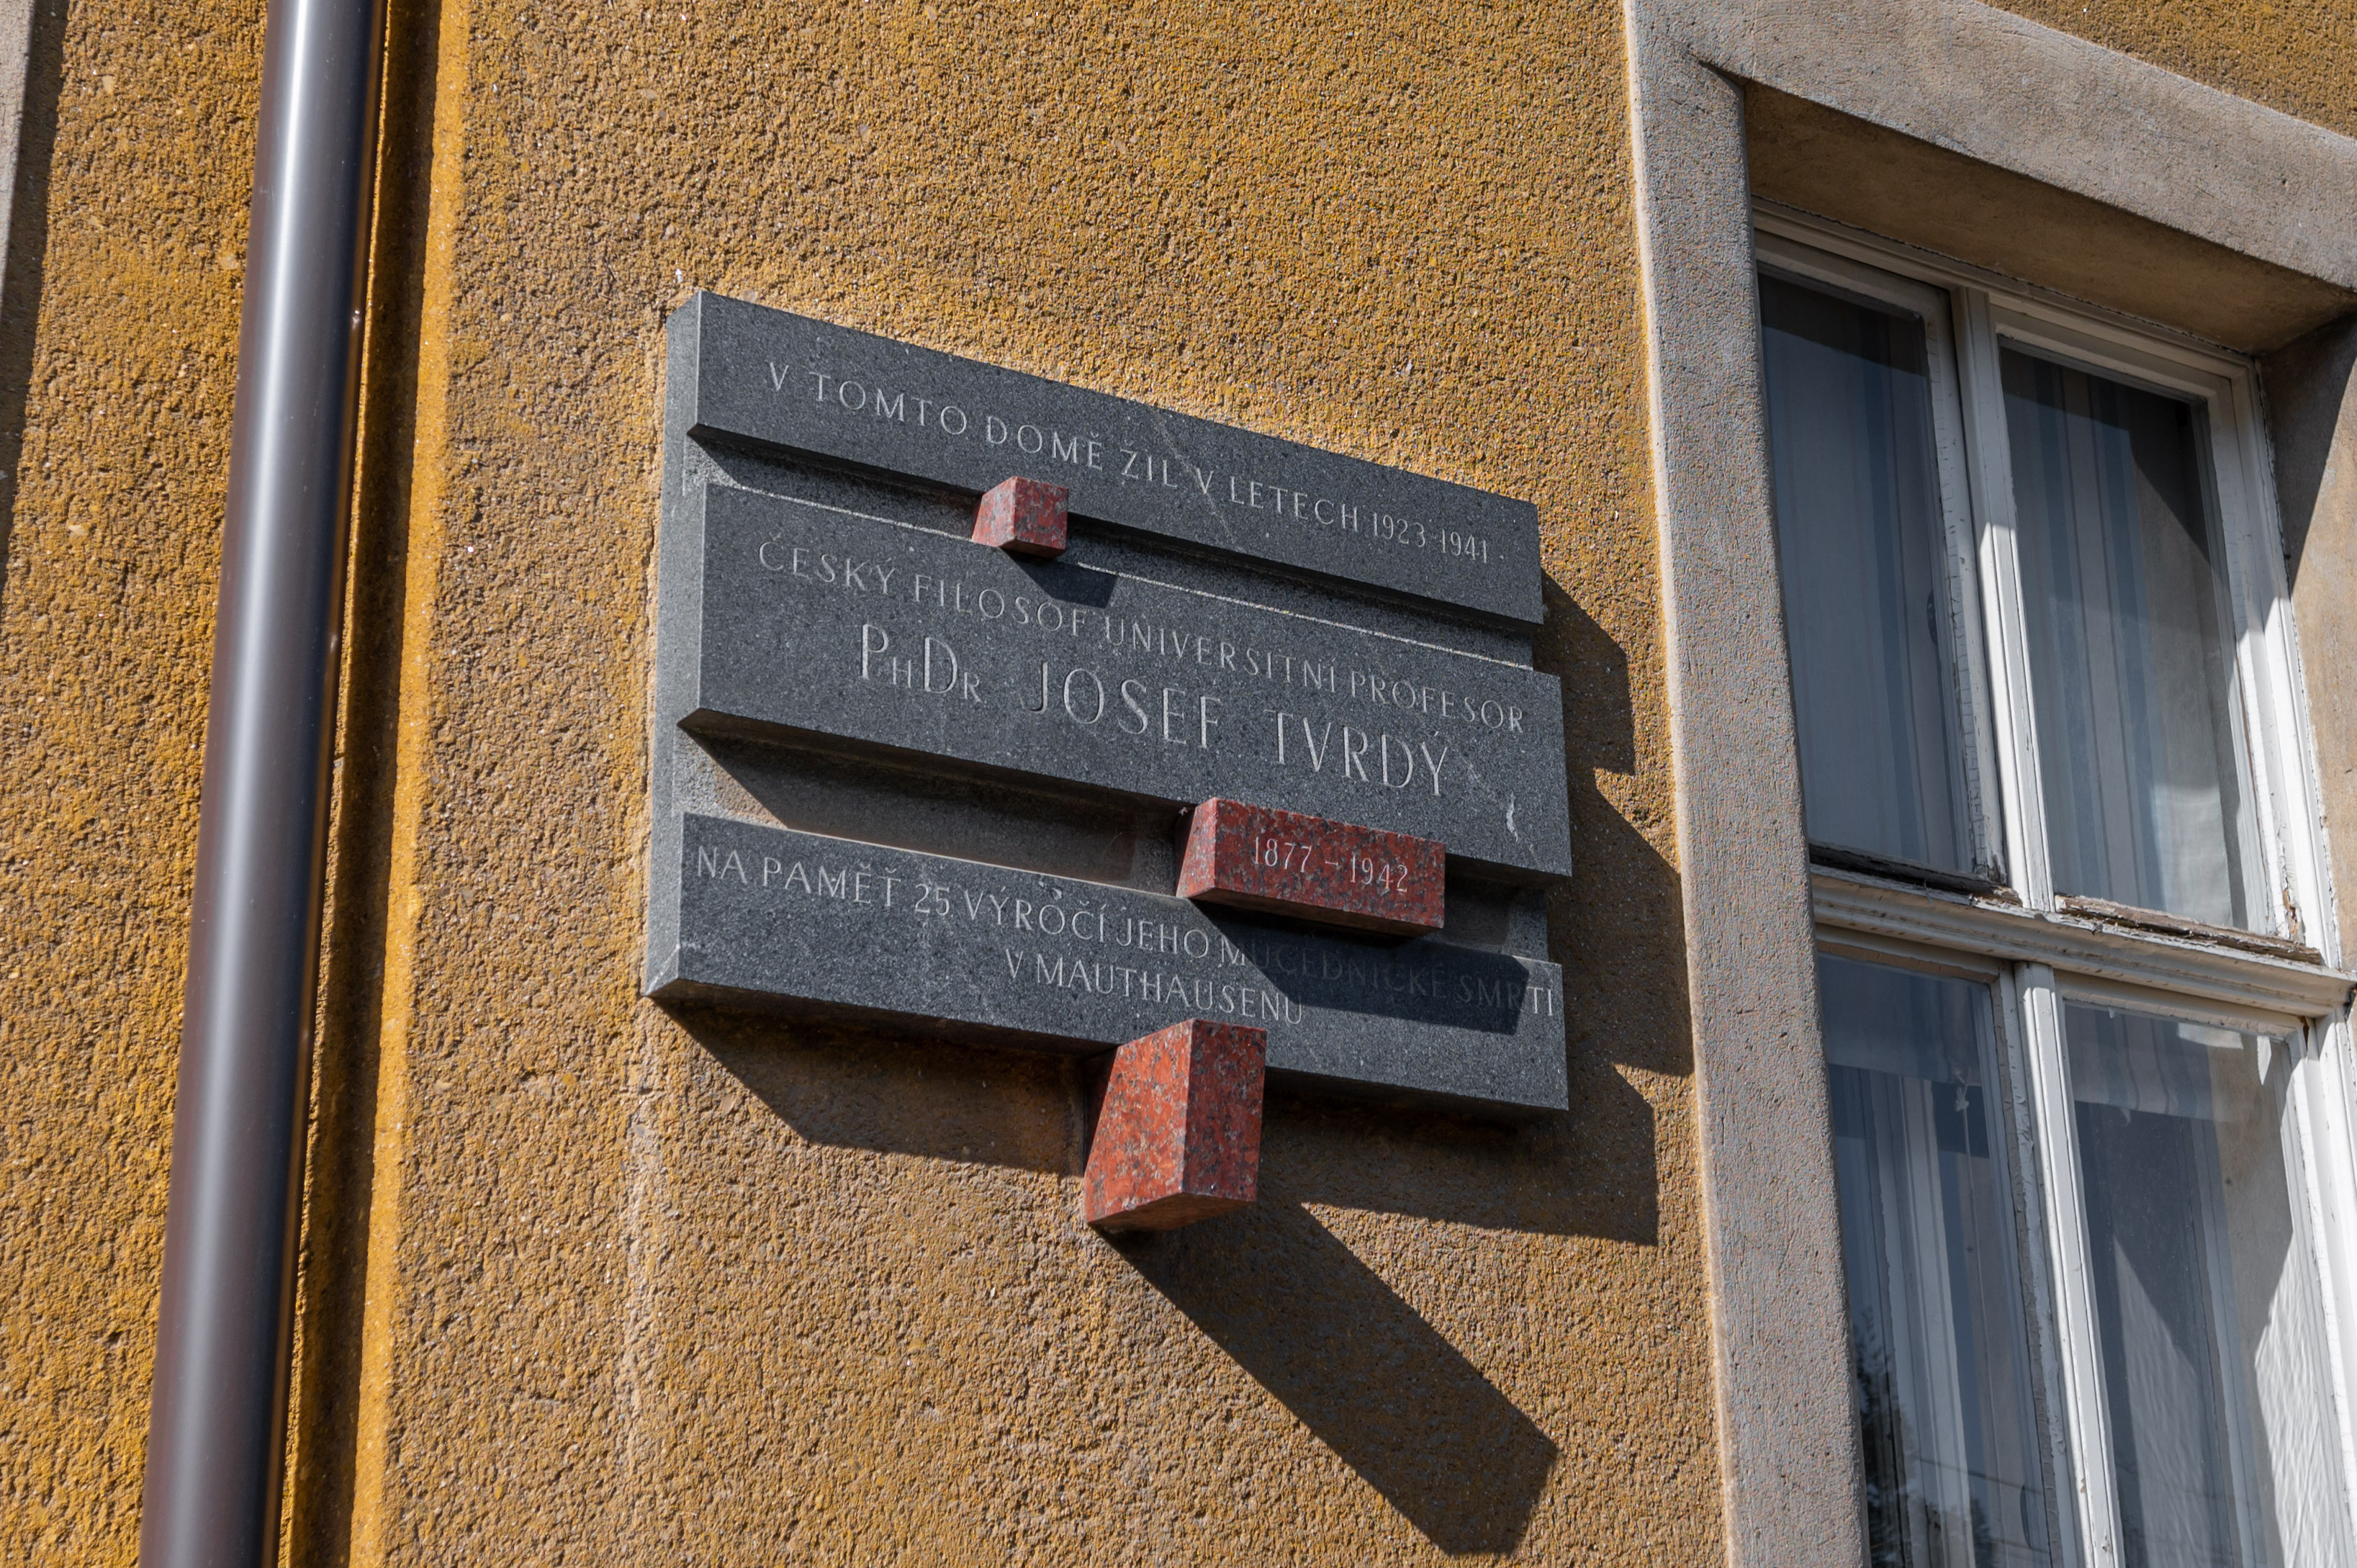 V TOMTO DOMĚ ŽIL V LETECH 1923-1941
ČESKÝ FILOSOF UNIVERSITNÍ PROFESOR
PHDR JOSEF TVRDÝ
1877 – 1942
NA PAMĚŤ 25 VÝROČÍ JEHO MUČEDNICKÉ SMRTI
V MAUTHAUSENU